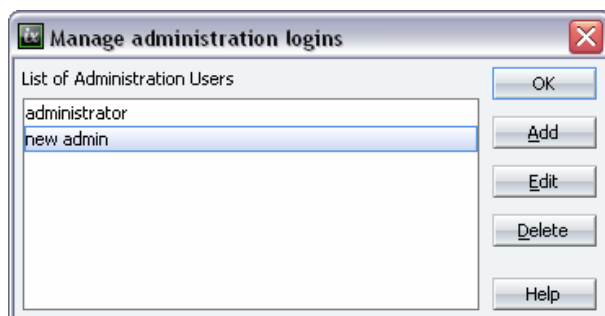 Manage administration logins
List of Administration Users
OK
administrator
new admin
Add
Edit
Delete
Help